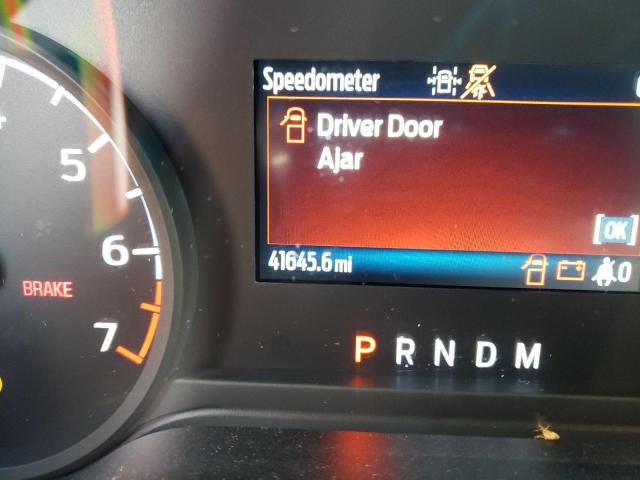 Speedometer
Driver Door
Ajar
[OK]
41645.6 mi
0
5
6
BRAKE
7
P R N D M